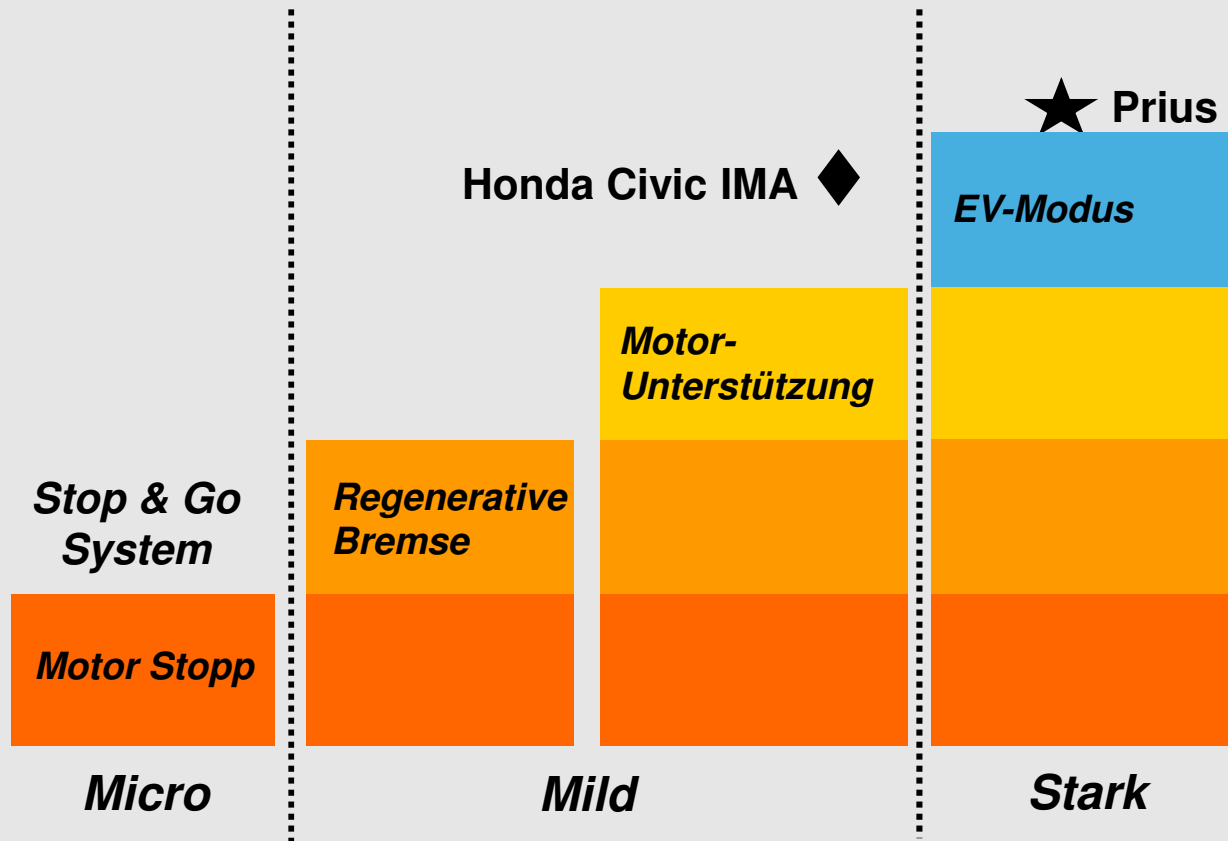 Prius
Honda Civic IMA
EV-Modus
Motor-
Unterstützung
Stop & Go
System
Regenerative
Bremse
Motor Stopp
Micro
Mild
Stark